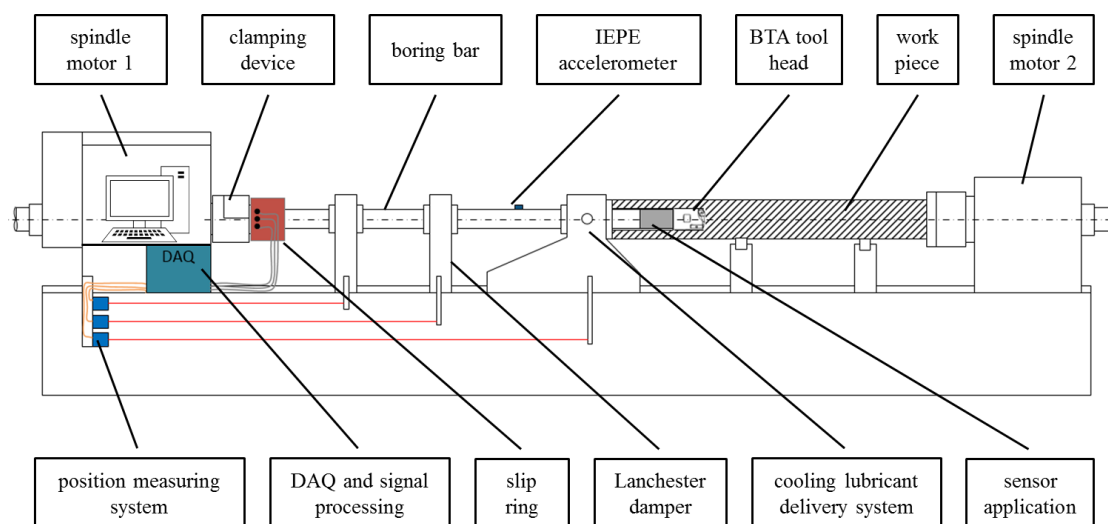 spindle
motor 1
clamping
device
boring bar
IEPE
accelerometer
BTA tool
head
work
piece
spindle
motor 2
DAQ
position measuring
system
DAQ and signal
processing
slip
ring
Lanchester
damper
cooling lubricant
delivery system
sensor
application